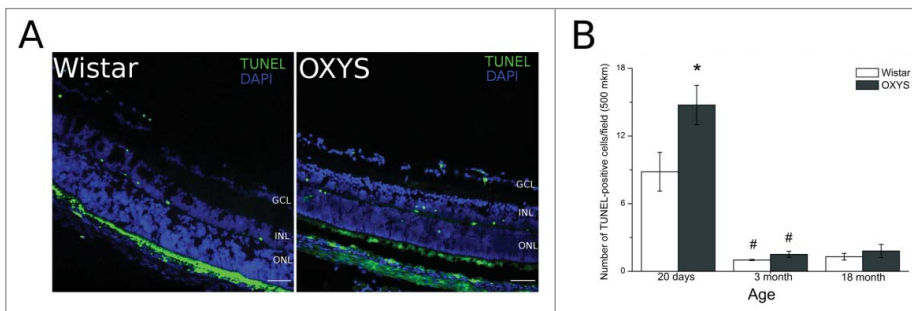 A
Wistar
TUNEL
DAPI
GCL
INL
ONL
OXYS
TUNEL
DAPI
GCL
INL
ONL
B
Number of TUNEL-positive cells/field (500 mkm)
18
12
6
0
*
#
#
Wistar
OXYS
20 days
3 month
18 month
Age